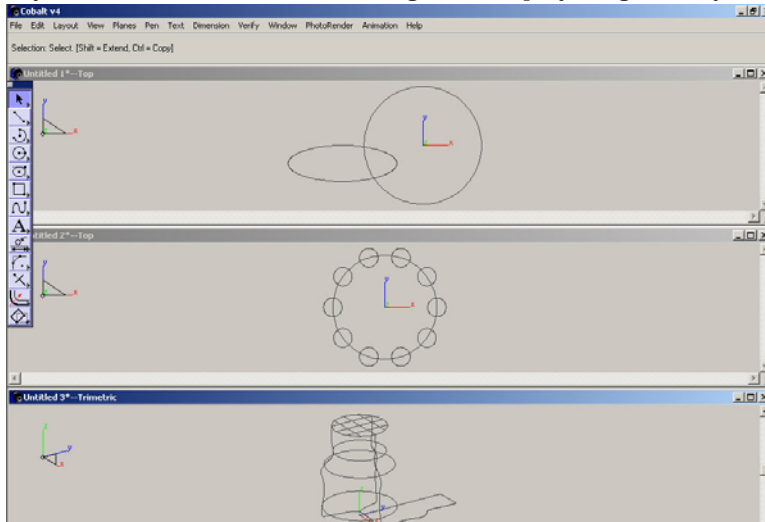 Cobalt v4
File Edit Layout View Planes Pen Text Dimension Verify Window PhotoRender Animation Help
Selection: Select. [Shift = Extend, Ctrl = Copy]
Untitled 1*--Top
y
x
y
x
A
Untitled 2*--Top
y
x
y
x
Untitled 3*--Trimetric
z
y
x
z
y
x